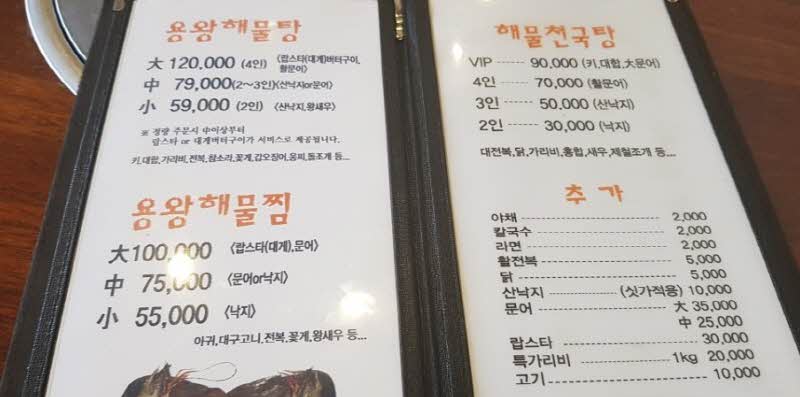 용왕해물탕
大 120,000 (4인) 〈랍스타(대게)버터구이, 활문어〉
中 79,000(2~3인)〈산낙지or문어〉
小 59,000 (2인) 〈산낙지,왕새우〉
※ 정량 주문시 中이상부터
랍스타 or 대게버터구이가 서비스로 제공됩니다.
키,대합,가리비,전복,참소라,꽃게,갑오징어,웅피,돌조개 등...
용왕해물찜
大100,000 〈랍스타(대게),문어〉
中 75,000 〈문어or낙지〉
小 55,000 〈낙지〉
아귀,대구고니,전복,꽃게,왕새우 등...
해물천국탕
VIP ------ 90,000 (키,대합,大문어)
4인 ------ 70,000 (활문어)
3인 ------ 50,000 (산낙지)
2인 ------ 30,000 (낙지)
대전복,닭,가리비,홍합,새우,제철조개 등...
추 가
야채 ------ 2,000
칼국수 ------ 2,000
라면 ------ 2,000
활전복 ------ 5,000
닭 ------ 5,000
산낙지 ------ (싯가적용) 10,000
문어 ------ 大 35,000
中 25,000
랍스타 ------ 30,000
특가리비 ------ 1kg 20,000
고기 ------ 10,000